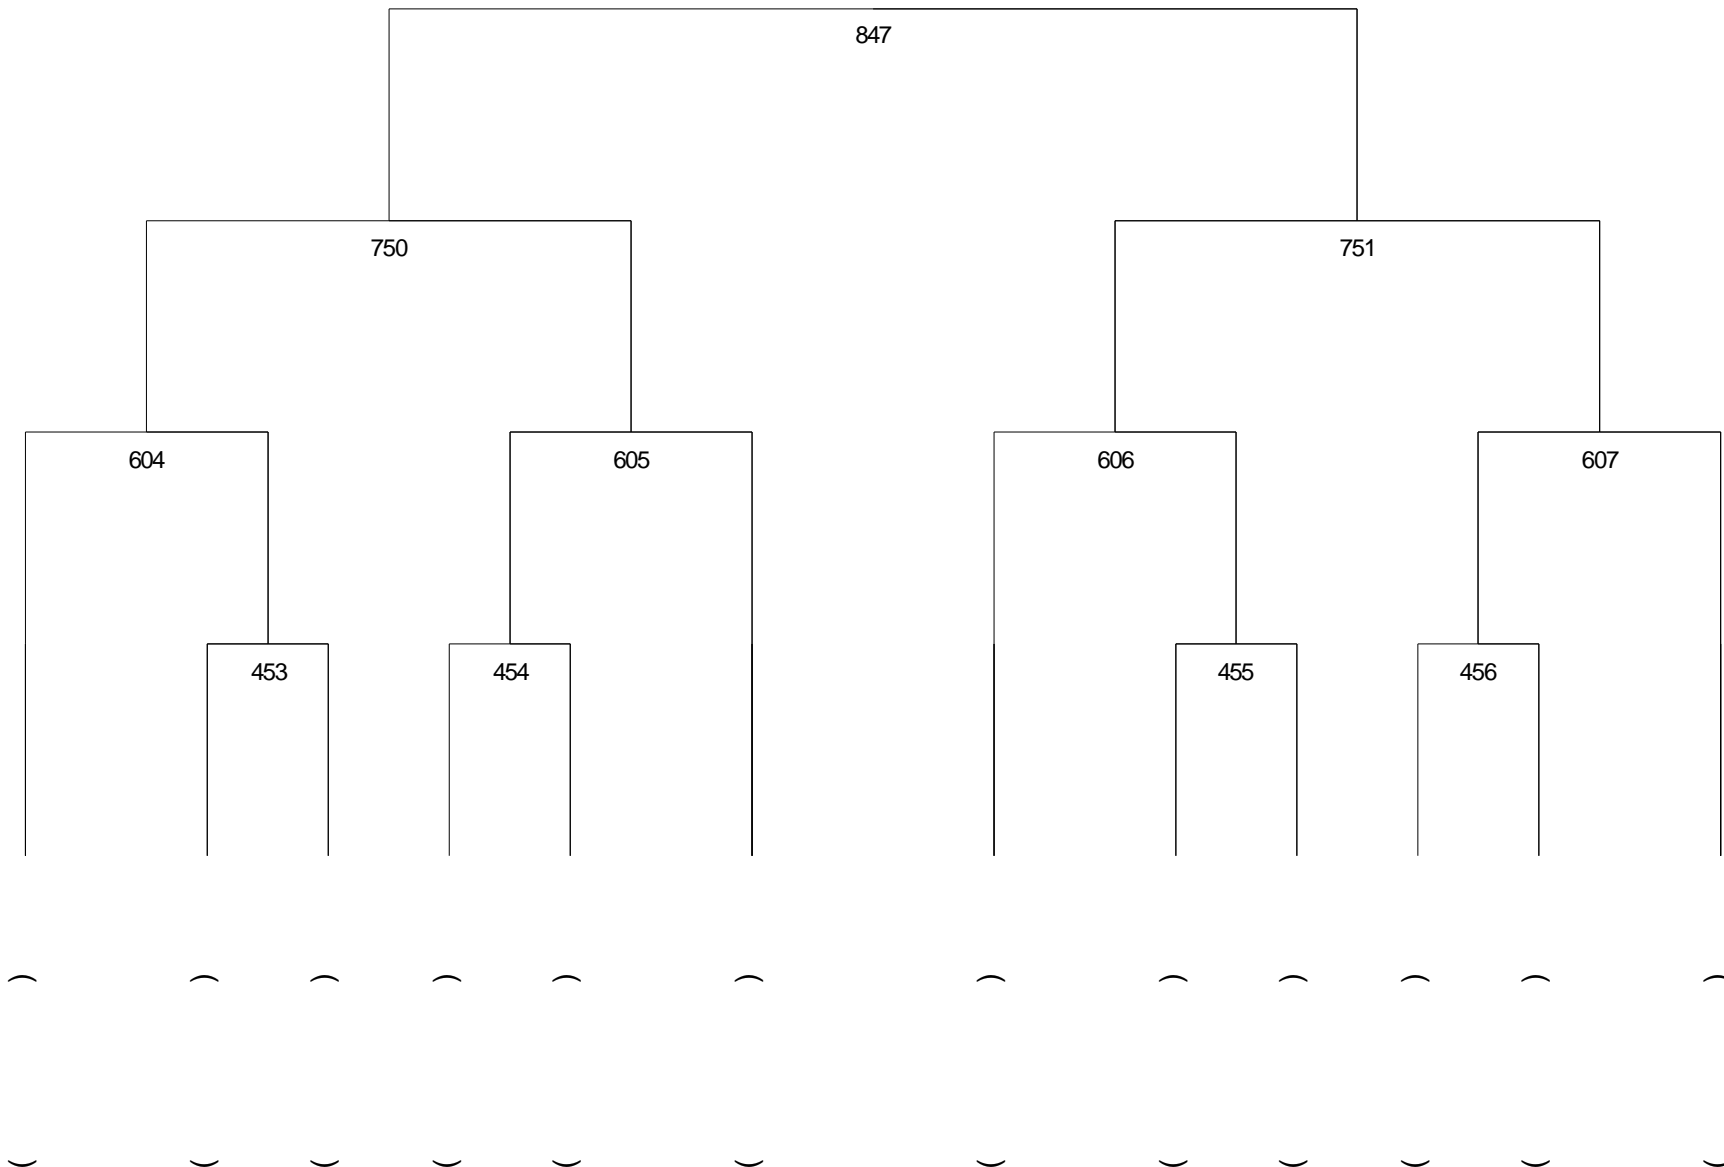 847
750 751
604 605 606 607
453 454 455 456
( ( ( ( ( ( ( ( ( ( ( (
) ) ) ) ) ) ) ) ) ) ) )